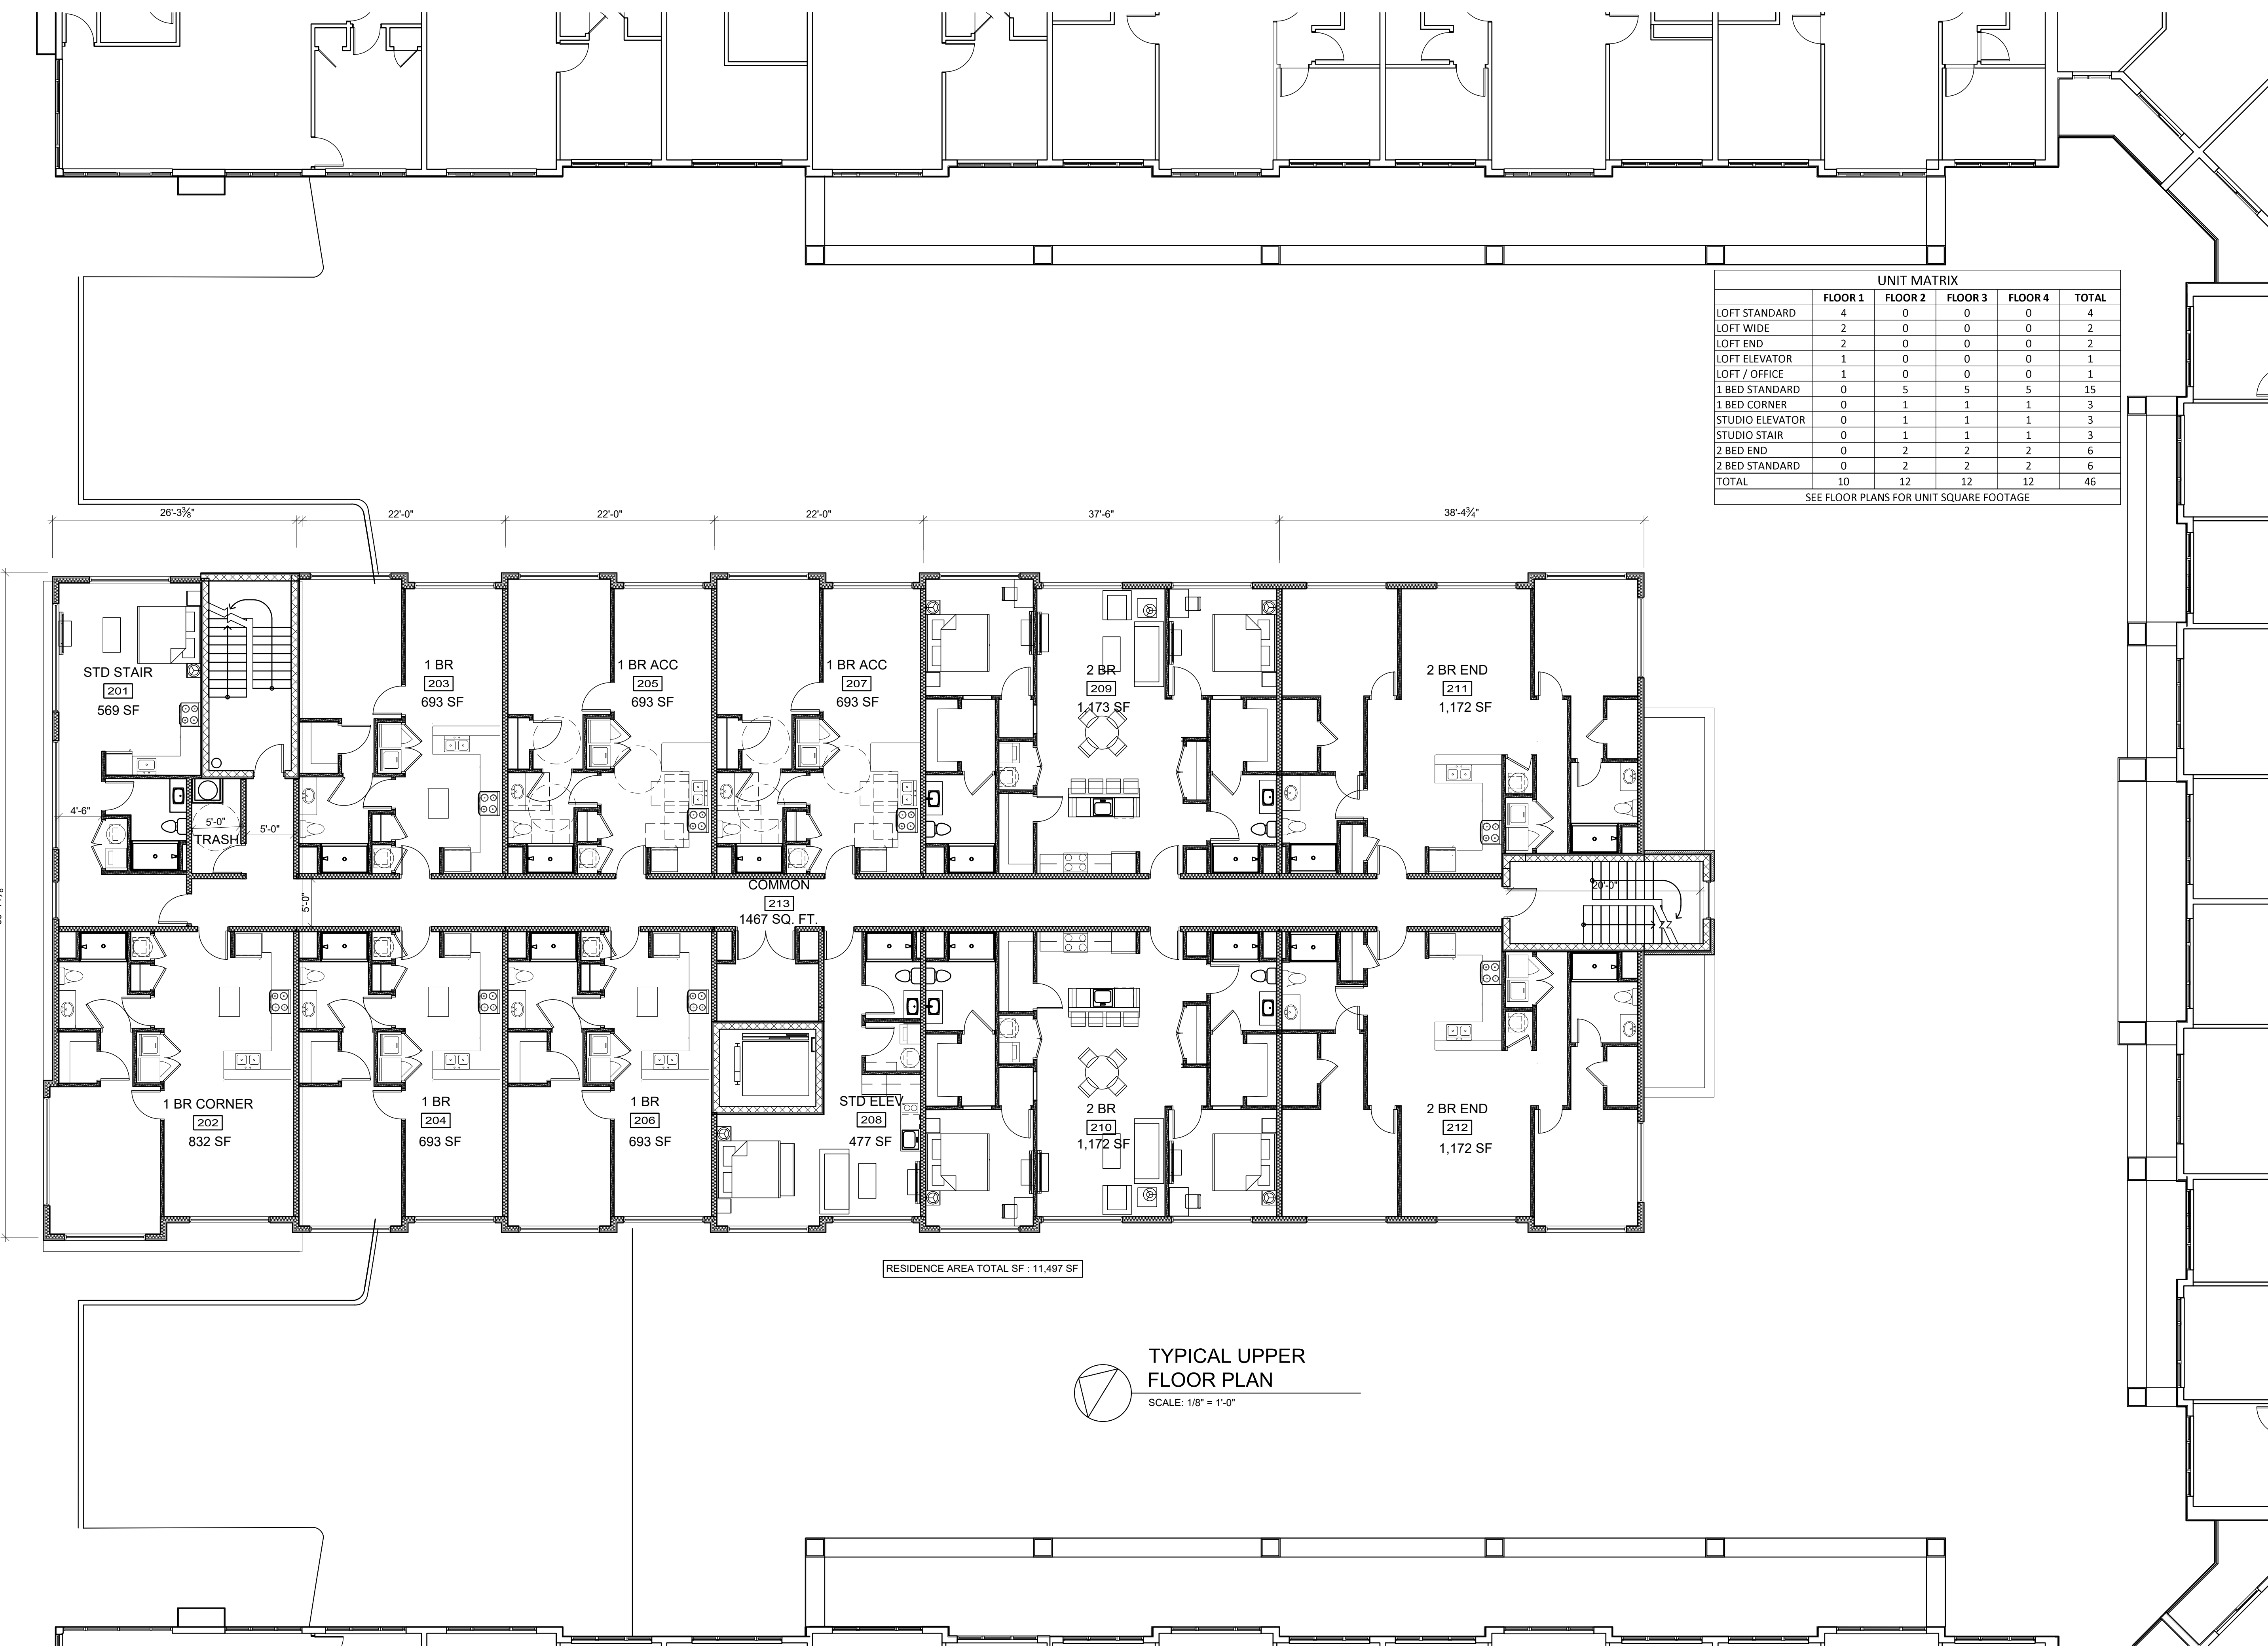 UNIT MATRIX
FLOOR 1 FLOOR 2 FLOOR 3 FLOOR 4 TOTAL
LOFT STANDARD 4 0 0 0 4
LOFT WIDE 2 0 0 0 2
LOFT END 2 0 0 0 2
LOFT ELEVATOR 1 0 0 0 1
LOFT / OFFICE 1 0 0 0 1
1 BED STANDARD 0 5 5 5 15
1 BED CORNER 0 1 1 1 3
STUDIO ELEVATOR 0 1 1 1 3
STUDIO STAIR 0 1 1 1 3
2 BED END 0 2 2 2 6
2 BED STANDARD 0 2 2 2 6
TOTAL 10 12 12 12 46
SEE FLOOR PLANS FOR UNIT SQUARE FOOTAGE
26'-3⅜" 22'-0" 22'-0" 22'-0" 37'-6" 38'-4¾"
STD STAIR
201
569 SF
1 BR
203
693 SF
1 BR ACC
205
693 SF
1 BR ACC
207
693 SF
2 BR
209
1,173 SF
2 BR END
211
1,172 SF
4'-6"
5'-0"
TRASH
5'-0"
5'-0"
COMMON
213
1467 SQ. FT.
20'-0"
1 BR CORNER
202
832 SF
1 BR
204
693 SF
1 BR
206
693 SF
STD ELEV.
208
477 SF
2 BR
210
1,172 SF
2 BR END
212
1,172 SF
RESIDENCE AREA TOTAL SF : 11,497 SF
TYPICAL UPPER
FLOOR PLAN
SCALE: 1/8" = 1'-0"